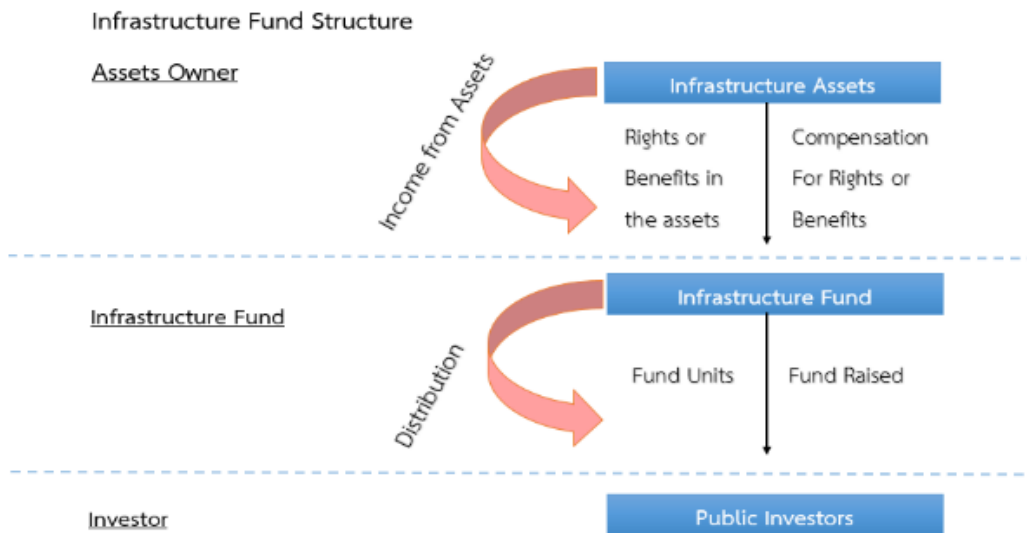 Infrastructure Fund Structure
Assets Owner
Infrastructure Assets
Income from Assets
Rights or
Benefits in
the assets
Compensation
For Rights or
Benefits
Infrastructure Fund
Infrastructure Fund
Distribution
Fund Units
Fund Raised
Investor
Public Investors